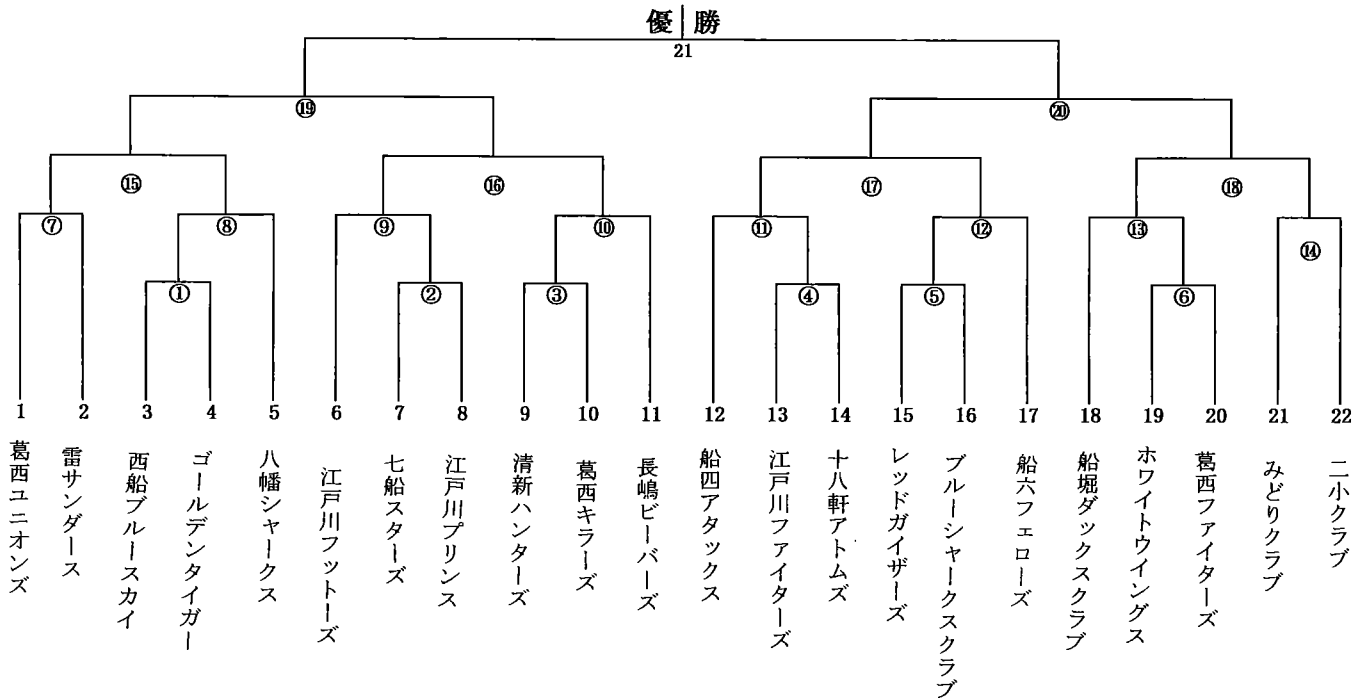 優勝
21
⑲
⑳
⑮
⑯
⑰
⑱
⑦
⑧
⑨
⑩
⑪
⑫
⑬
⑭
①
②
③
④
⑤
⑥
1
2
3
4
5
6
7
8
9
10
11
12
13
14
15
16
17
18
19
20
21
22
葛西ユニオンズ
雷サンダース
西船ブルースカイ
ゴールデンタイガー
八幡シャークス
江戸川フットーズ
七船スターズ
江戸川プリンス
清新ハンターズ
葛西キラーズ
長嶋ビーバーズ
船四アタックス
江戸川ファイターズ
十八軒アトムズ
レッドガイザーズ
ブルーシャークスクラブ
船六フェローズ
船堀ダックスクラブ
ホワイトウイングス
葛西ファイターズ
みどりクラブ
二小クラブ